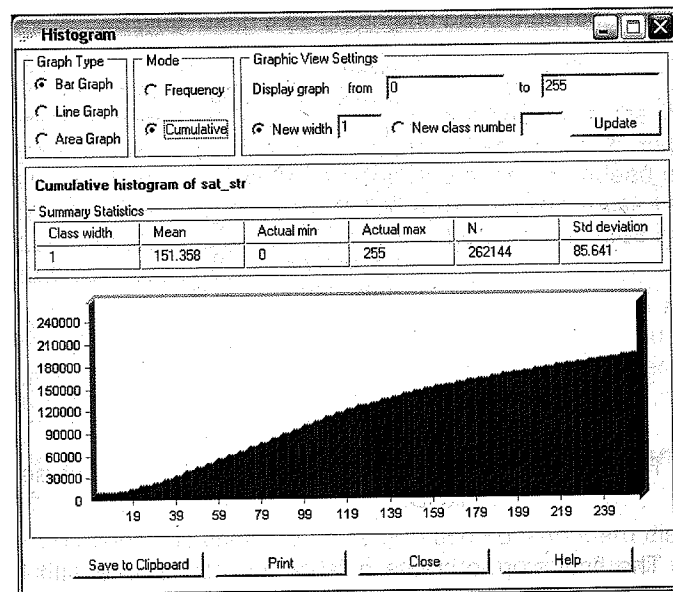 Histogram
Graph Type
Bar Graph
Line Graph
Area Graph
Mode
Frequency
Cumulative
Graphic View Settings
Display graph from 0 to 255
New width 1 New class number Update
Cumulative histogram of sat_str
Summary Statistics
Class width Mean Actual min Actual max N Std deviation
1 151.358 0 255 262144 85.641
240000
210000
180000
150000
120000
90000
60000
30000
0
19 39 59 79 99 119 139 159 179 199 219 239
Save to Clipboard Print Close Help